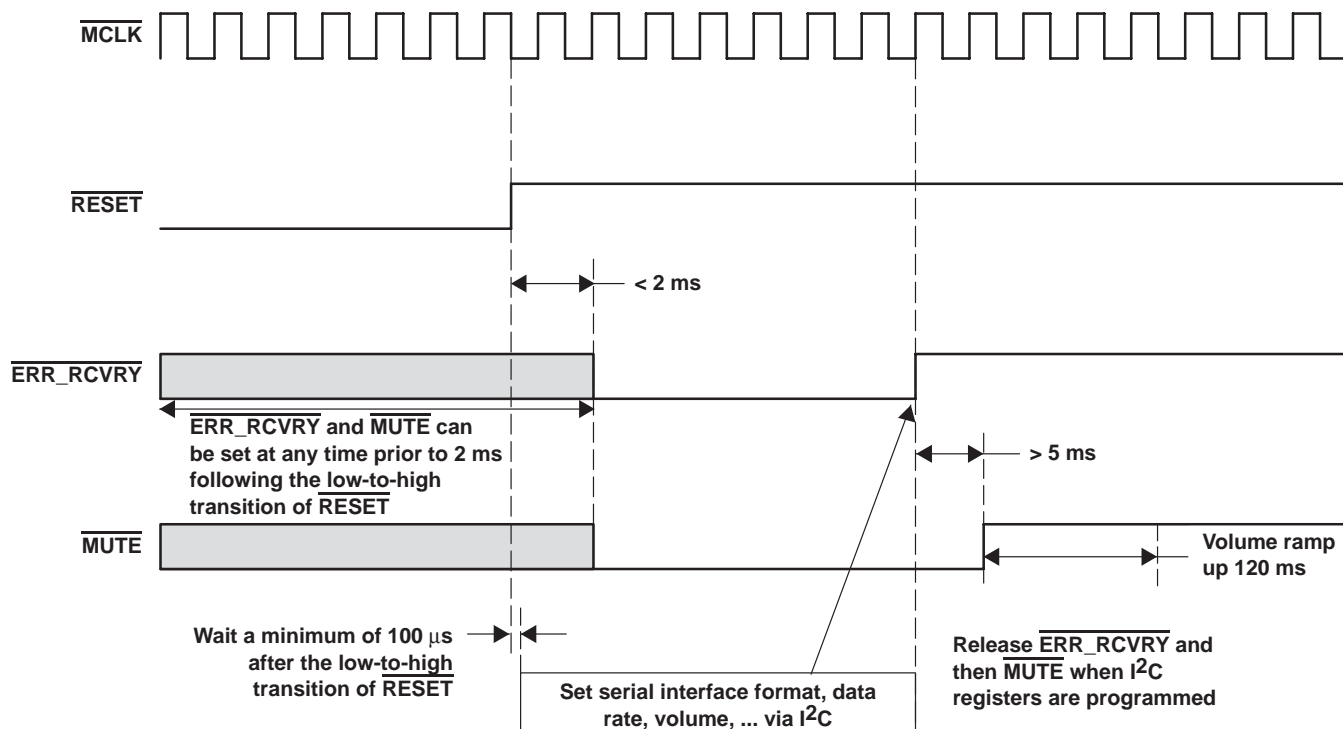 MCLK
RESET
< 2 ms
ERR_RCVRY
ERR_RCVRY and MUTE can
be set at any time prior to 2 ms
following the low-to-high
transition of RESET
> 5 ms
MUTE
Volume ramp
up 120 ms
Wait a minimum of 100 μs
after the low-to-high
transition of RESET
Set serial interface format, data
rate, volume, ... via I2C
Release ERR_RCVRY and
then MUTE when I2C
registers are programmed